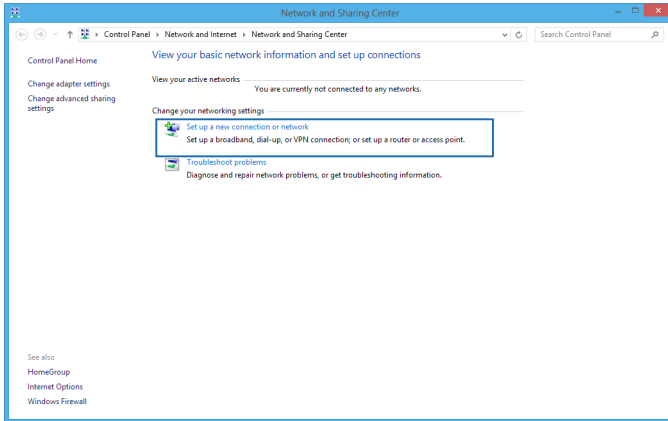 Network and Sharing Center
Control Panel ▸ Network and Internet ▸ Network and Sharing Center
Search Control Panel
Control Panel Home
Change adapter settings
Change advanced sharing
settings
View your basic network information and set up connections
View your active networks
You are currently not connected to any networks.
Change your networking settings
Set up a new connection or network
Set up a broadband, dial-up, or VPN connection; or set up a router or access point.
Troubleshoot problems
Diagnose and repair network problems, or get troubleshooting information.
See also
HomeGroup
Internet Options
Windows Firewall